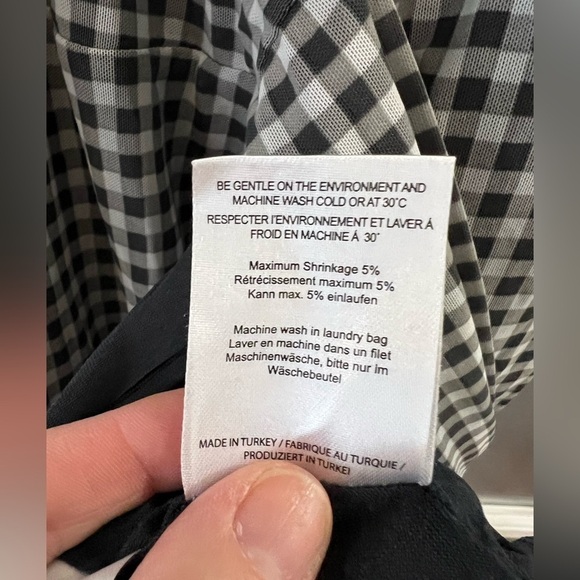 BE GENTLE ON THE ENVIRONMENT AND
MACHINE WASH COLD OR AT 30°C
RESPECTER l'ENVIRONNEMENT ET LAVER Á
FROID EN MACHINE Á 30°
Maximum Shrinkage 5%
Rétrécissement maximum 5%
Kann max. 5% einlaufen
Machine wash in laundry bag
Laver en machine dans un filet
Maschinenwäsche, bitte nur im
Wäschebeutel
MADE IN TURKEY / FABRIQUE AU TURQUIE /
PRODUZIERT IN TURKEI